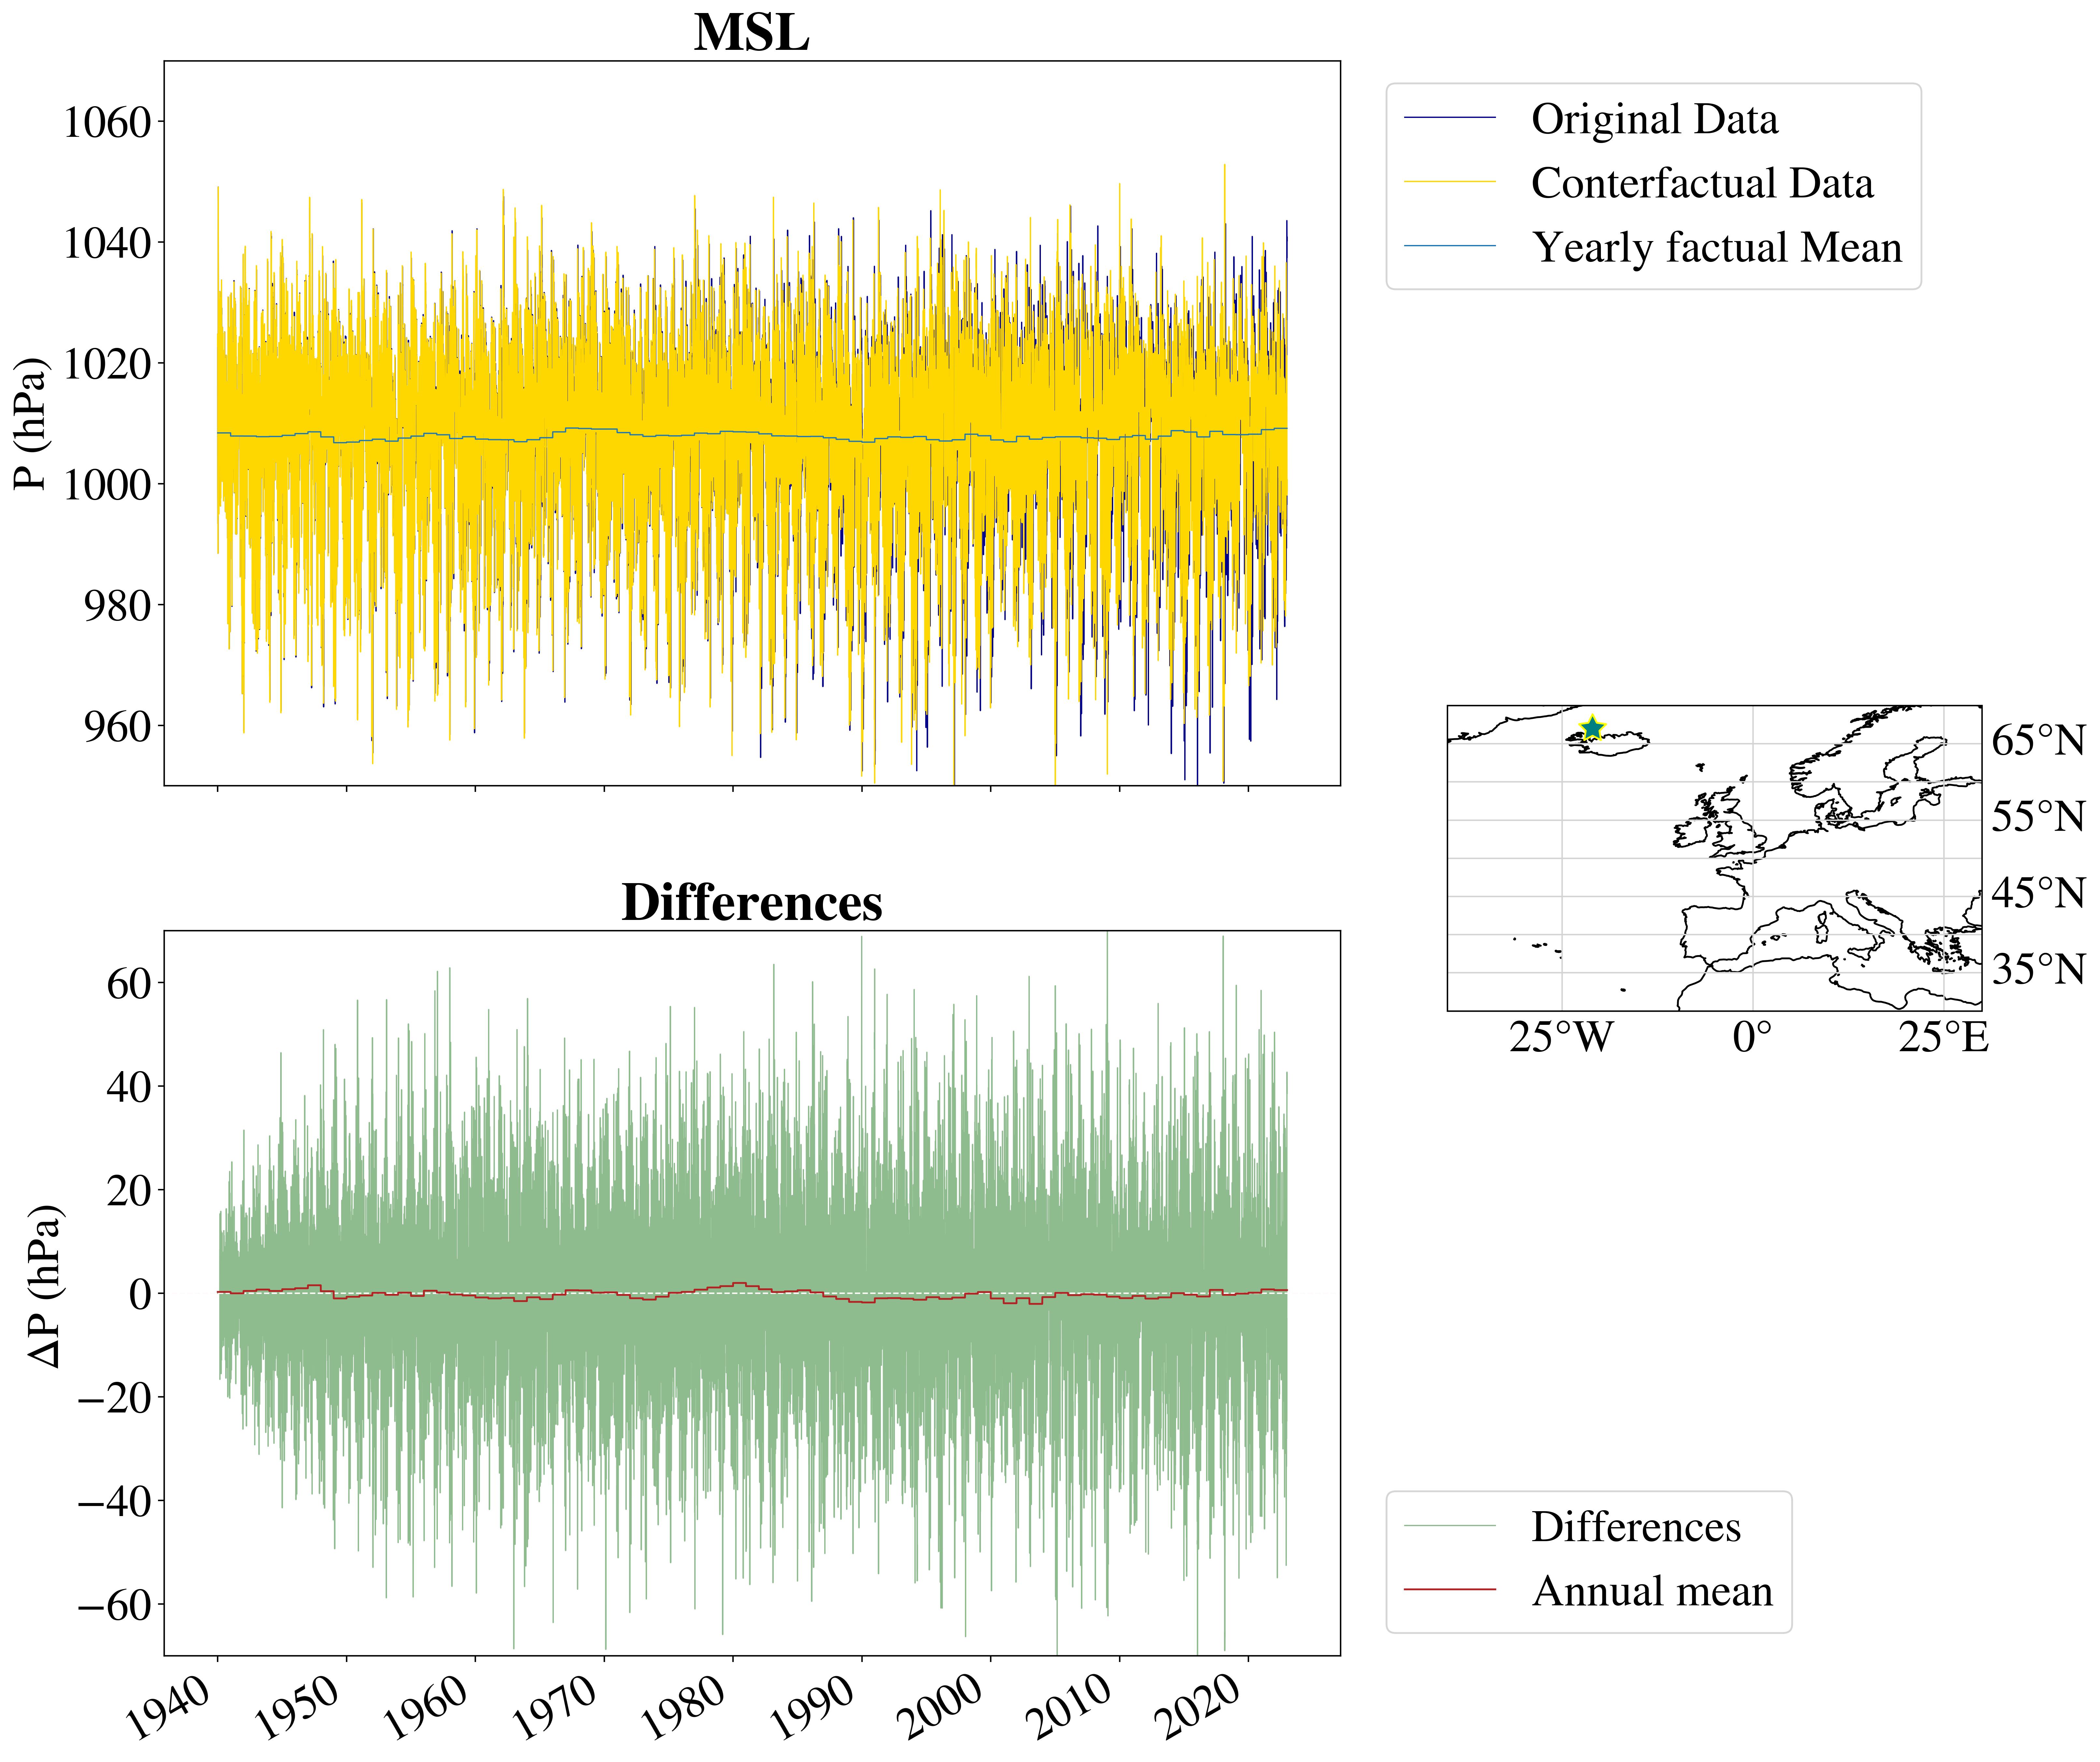 MSL
P (hPa)
1060
1040
1020
1000
980
960
Original Data
Conterfactual Data
Yearly factual Mean
65°N
55°N
45°N
35°N
25°W 0° 25°E
Differences
ΔP (hPa)
60
40
20
0
−20
−40
−60
1940 1950 1960 1970 1980 1990 2000 2010 2020
Differences
Annual mean